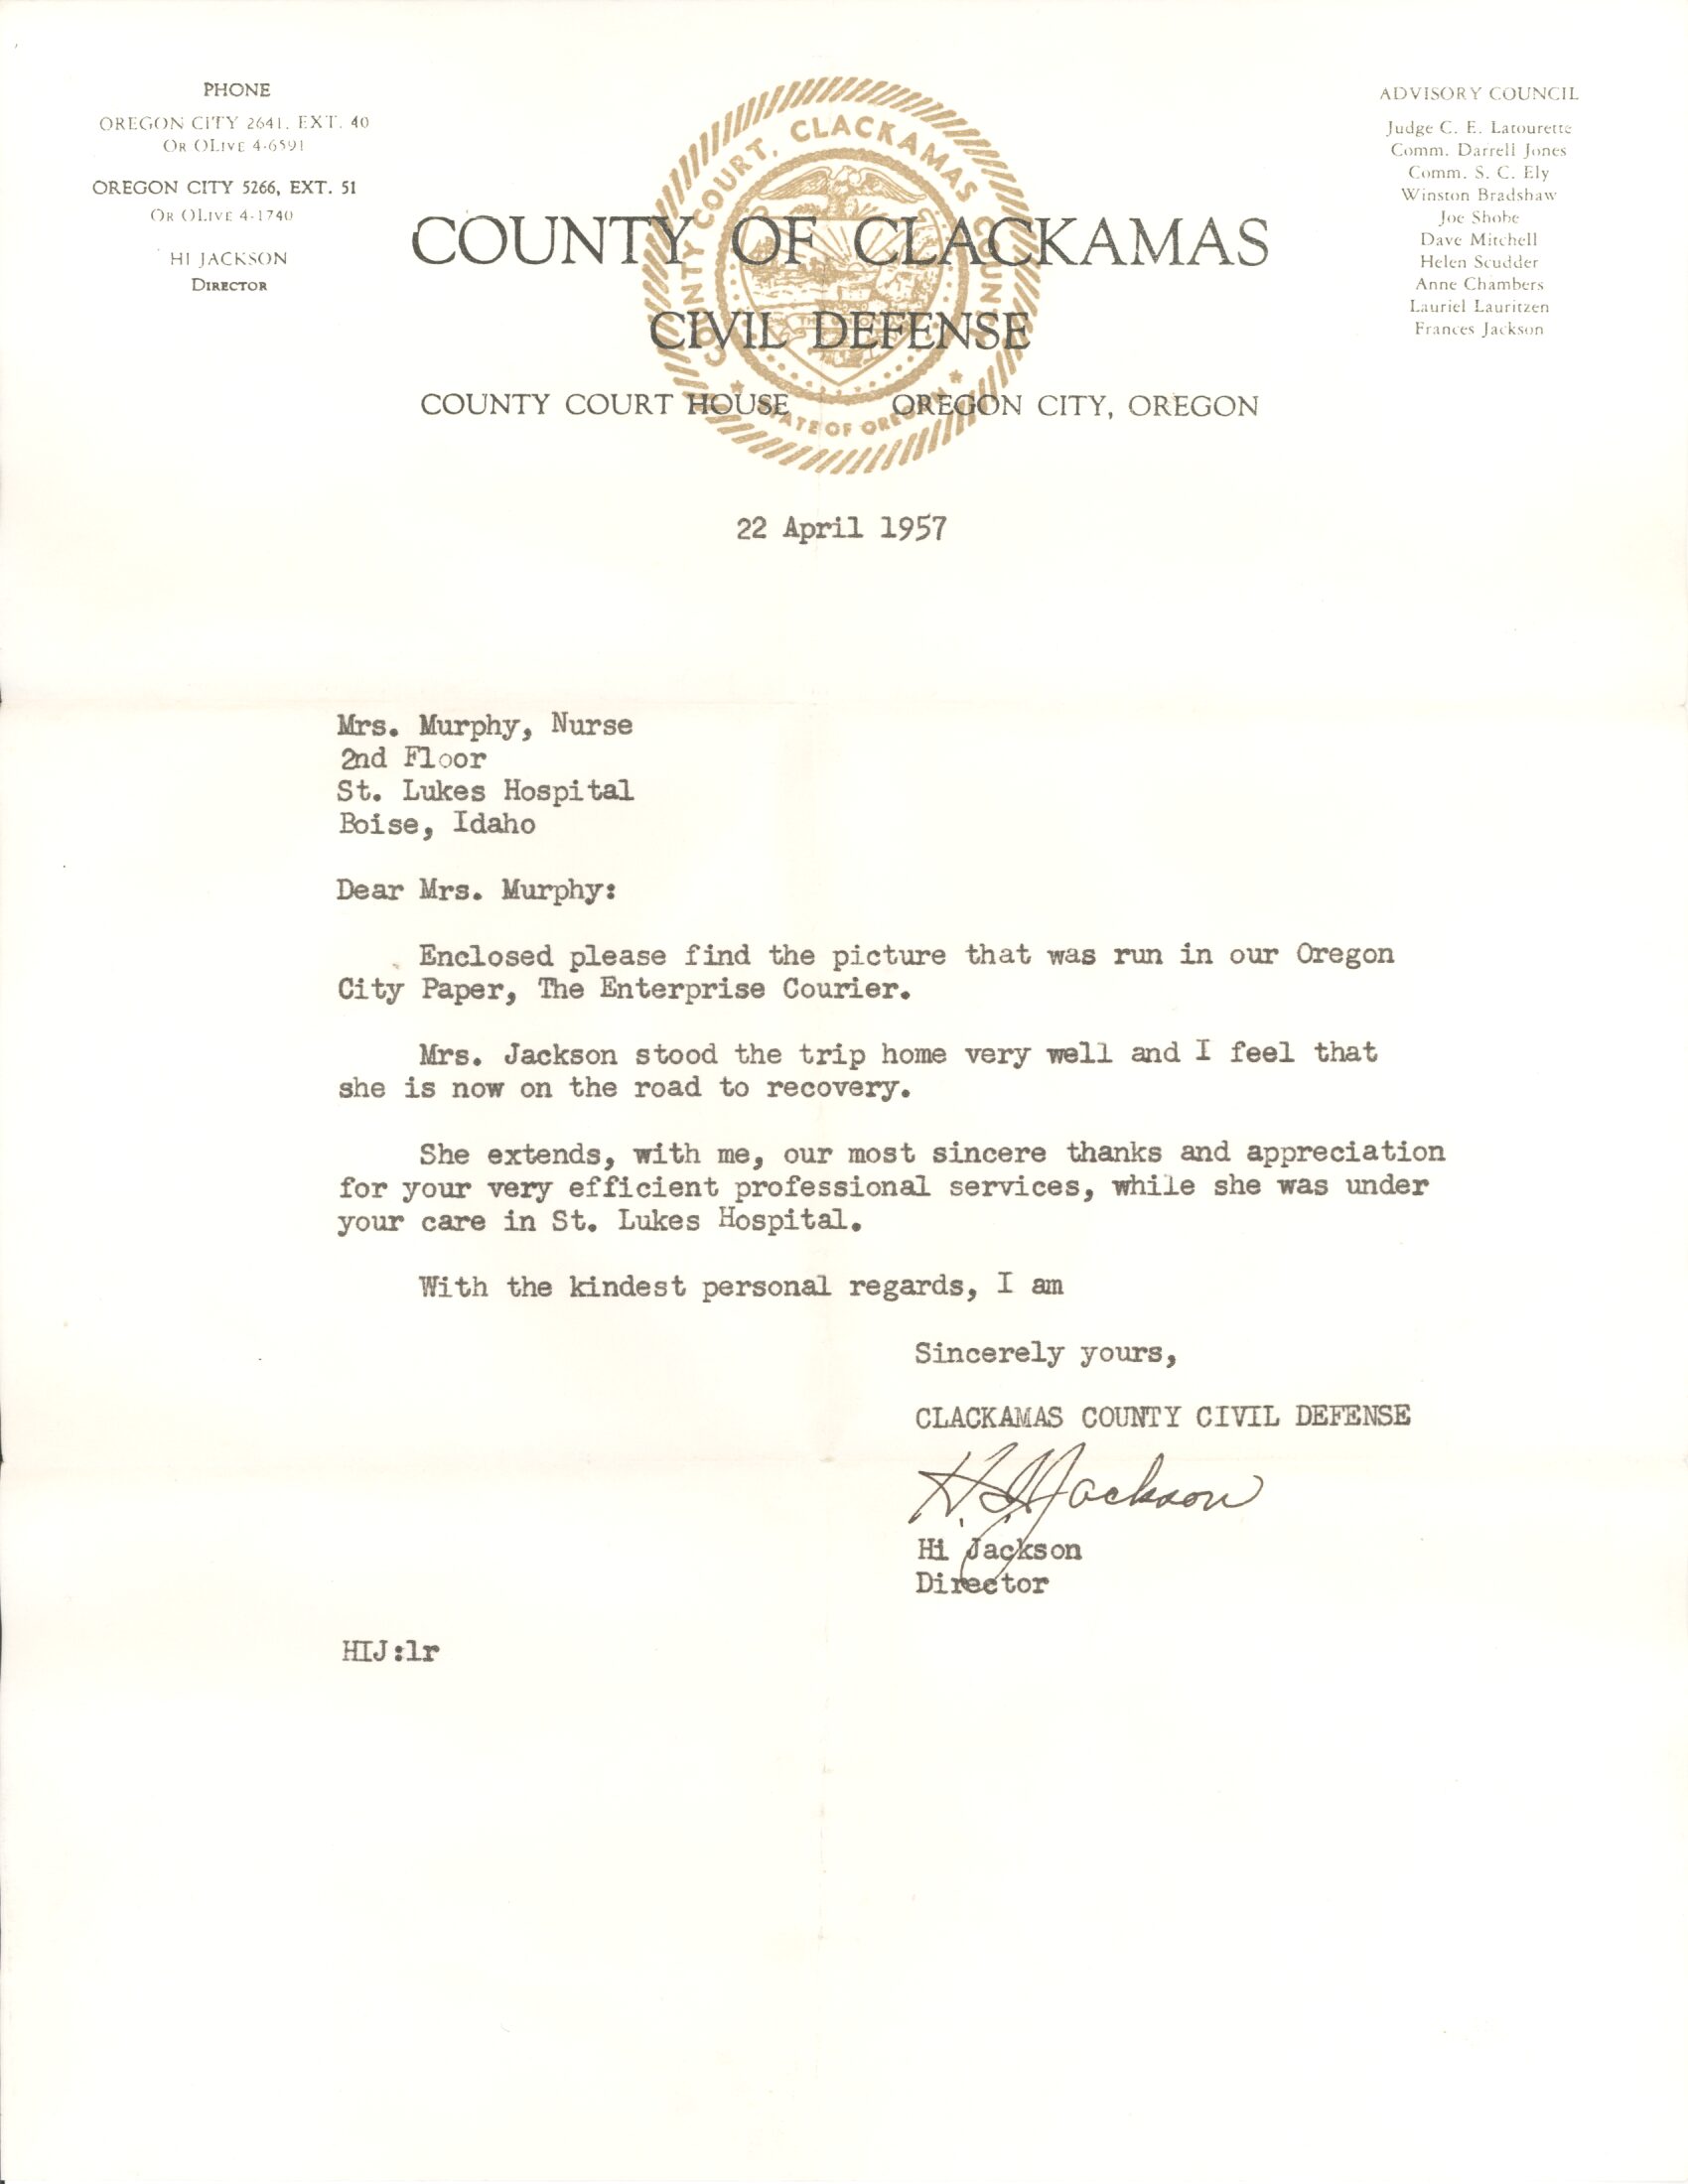 PHONE
OREGON CITY 2641, EXT. 40
OR OLIVE 4-6591
OREGON CITY 5266, EXT. 51
OR OLIVE 4-1740
HI JACKSON
DIRECTOR
COUNTY COURT, CLACKAMAS COUNTY
STATE OF OREGON
COUNTY OF CLACKAMAS
CIVIL DEFENSE
COUNTY COURT HOUSE OREGON CITY, OREGON
ADVISORY COUNCIL
Judge C. E. Latourette
Comm. Darrell Jones
Comm. S. C. Ely
Winston Bradshaw
Joe Shobe
Dave Mitchell
Helen Scudder
Anne Chambers
Lauriel Lauritzen
Frances Jackson
22 April 1957
Mrs. Murphy, Nurse
2nd Floor
St. Lukes Hospital
Boise, Idaho
Dear Mrs. Murphy:
Enclosed please find the picture that was run in our Oregon
City Paper, The Enterprise Courier.
Mrs. Jackson stood the trip home very well and I feel that
she is now on the road to recovery.
She extends, with me, our most sincere thanks and appreciation
for your very efficient professional services, while she was under
your care in St. Lukes Hospital.
With the kindest personal regards, I am
Sincerely yours,
CLACKAMAS COUNTY CIVIL DEFENSE
H. I. Jackson
Hi Jackson
Director
HIJ:lr